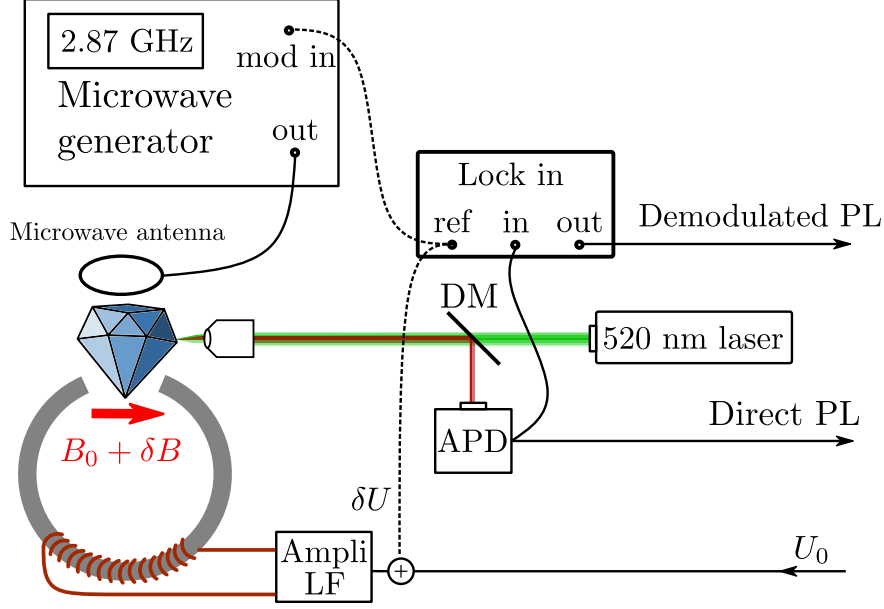 2.87 GHz
mod in
Microwave
generator
out
Lock in
ref in out
Demodulated PL
Microwave antenna
DM
520 nm laser
APD
Direct PL
B₀ + δB
δU
Ampli
LF
+
U₀